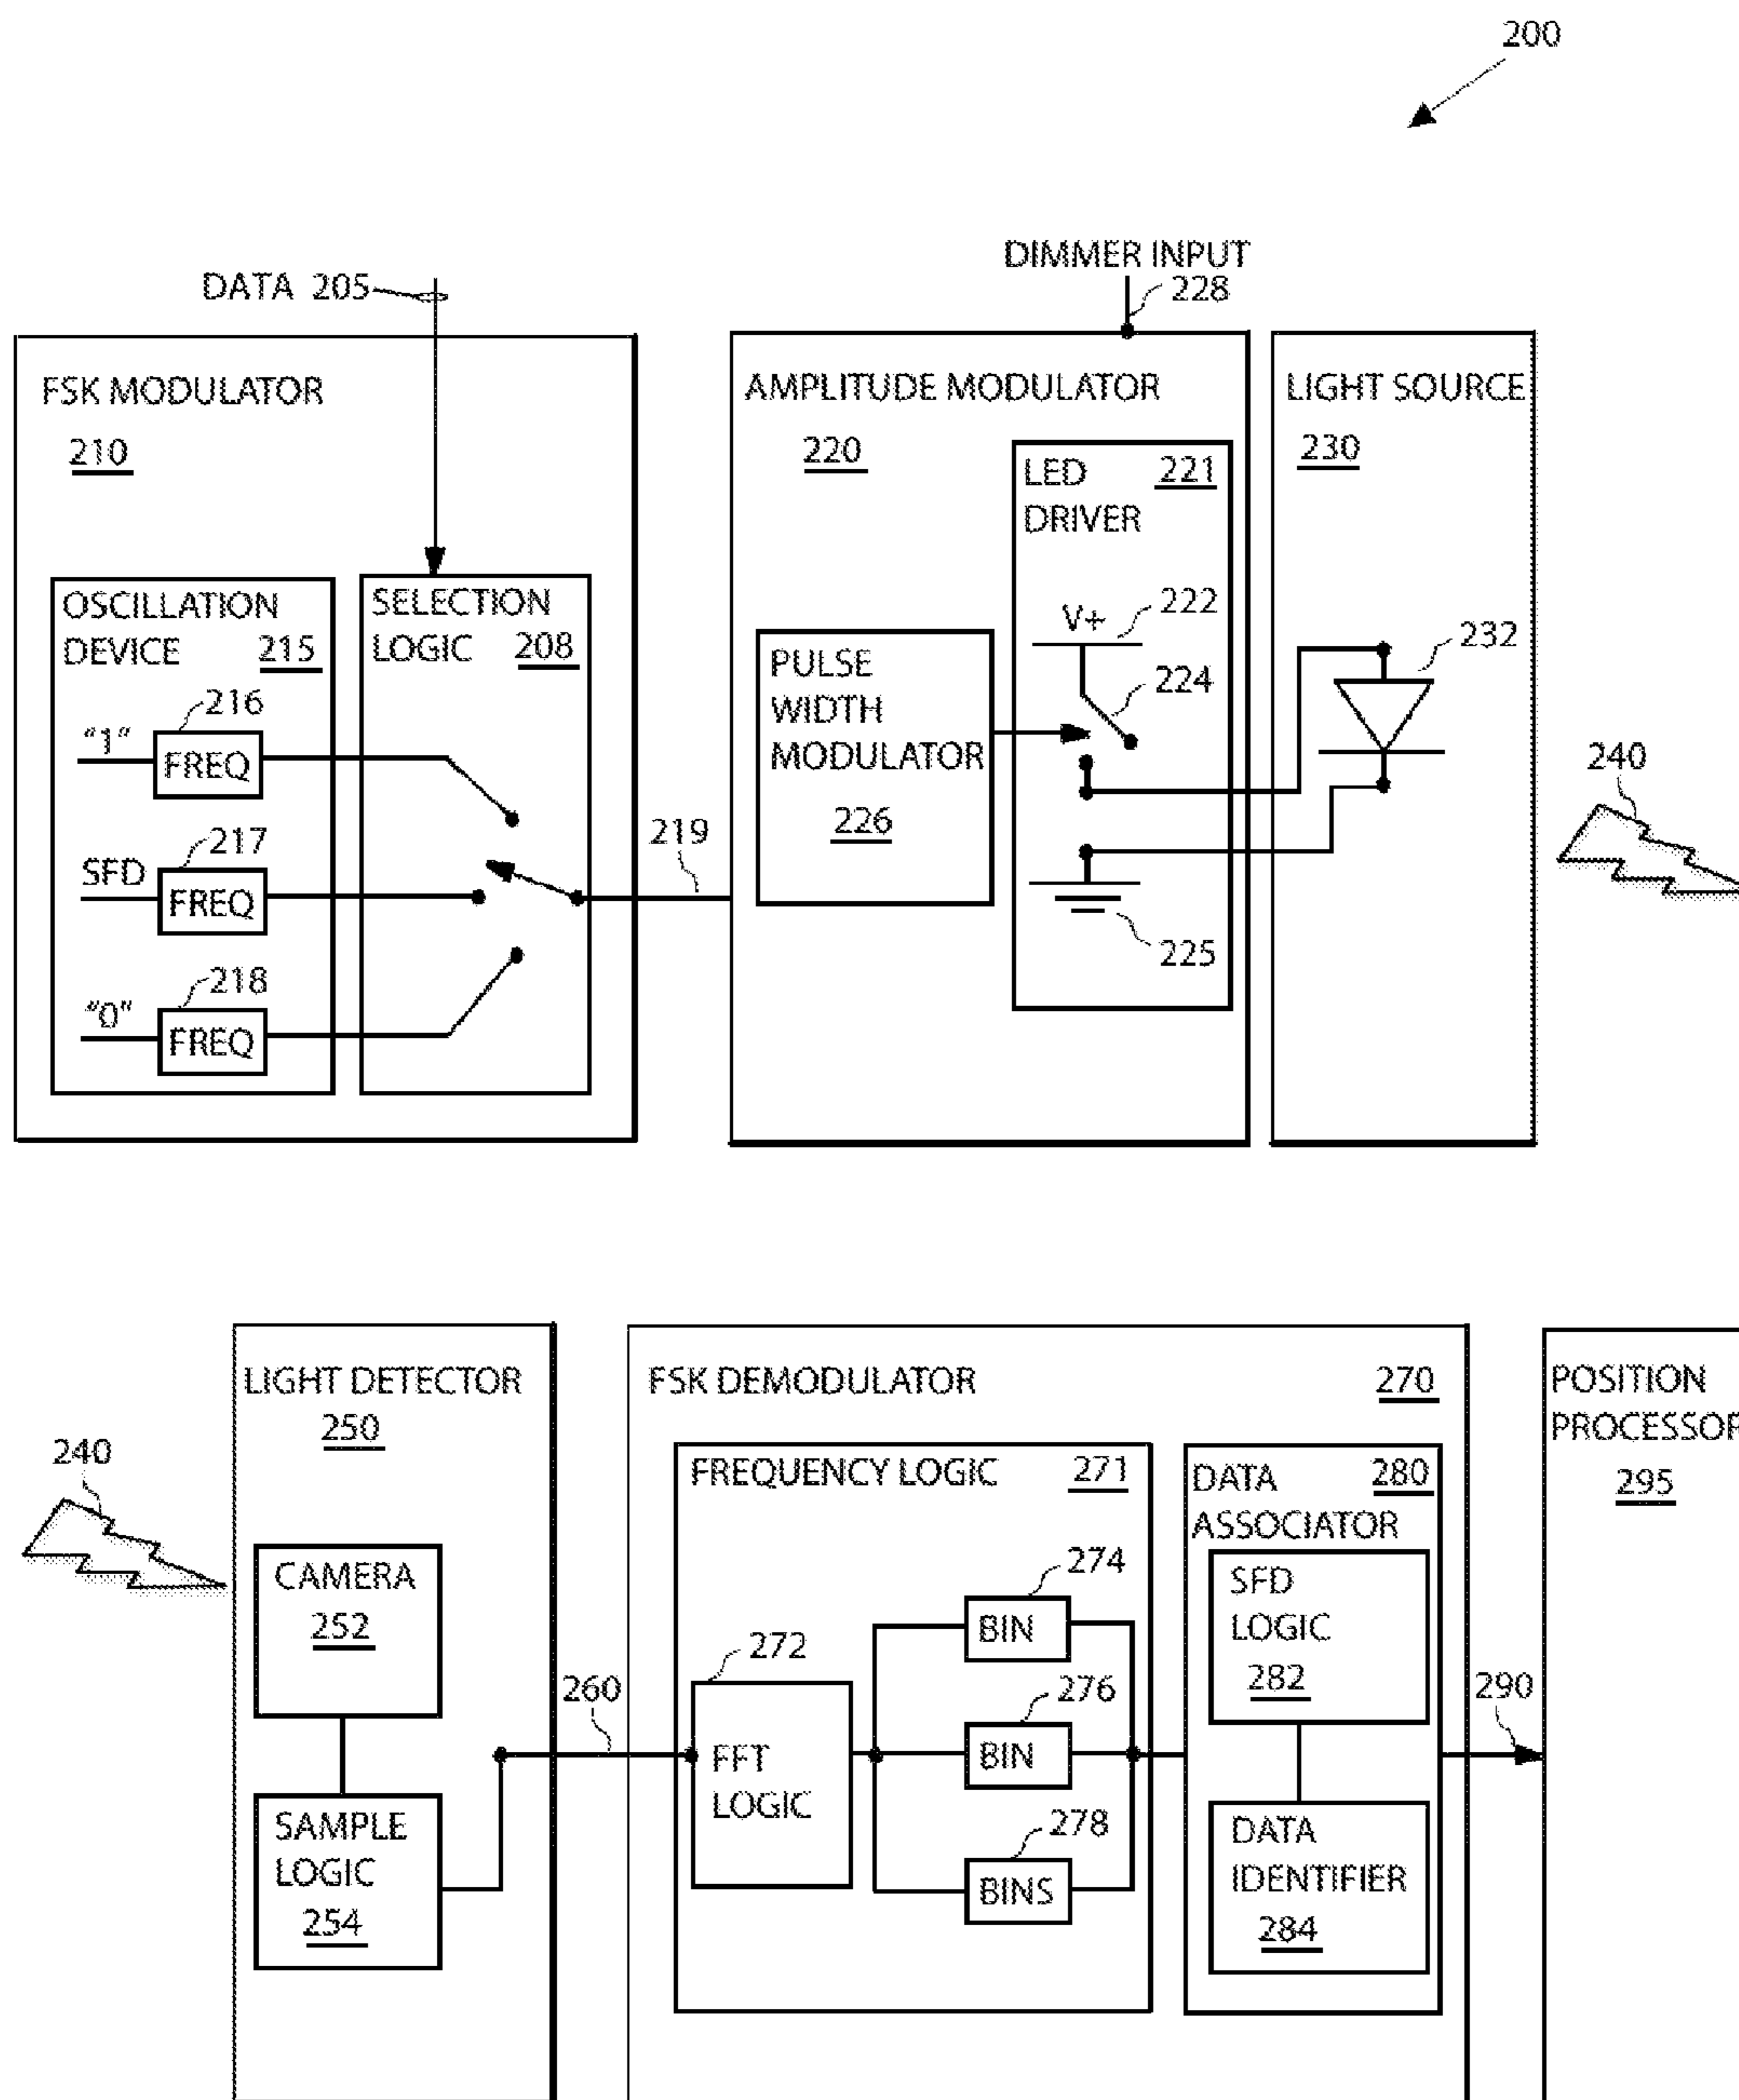 200
DATA 205
DIMMER INPUT
228
FSK MODULATOR
210
OSCILLATION
DEVICE 215
"1"
216
FREQ
SFD
217
FREQ
"0"
218
FREQ
SELECTION
LOGIC 208
219
AMPLITUDE MODULATOR
220
PULSE
WIDTH
MODULATOR
226
LED 221
DRIVER
V+
222
224
225
LIGHT SOURCE
230
232
240
240
LIGHT DETECTOR
250
CAMERA
252
SAMPLE
LOGIC
254
260
FSK DEMODULATOR 270
FREQUENCY LOGIC 271
272
FFT
LOGIC
274
BIN
276
BIN
278
BINS
DATA 280
ASSOCIATOR
SFD
LOGIC
282
DATA
IDENTIFIER
284
290
POSITION
PROCESSOR
295